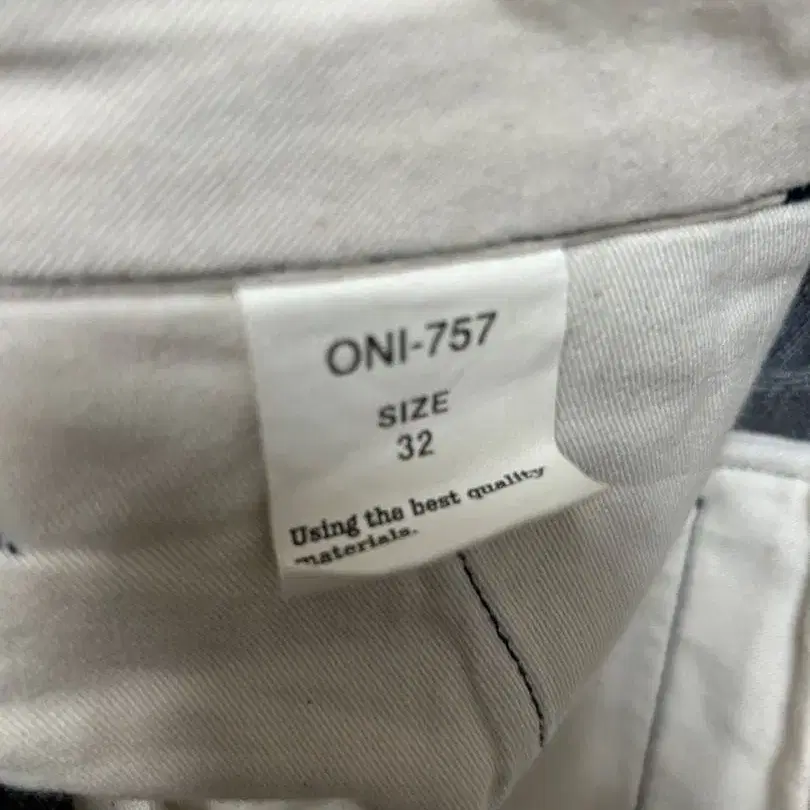 ONI-757
SIZE
32
Using the best quality
materials.